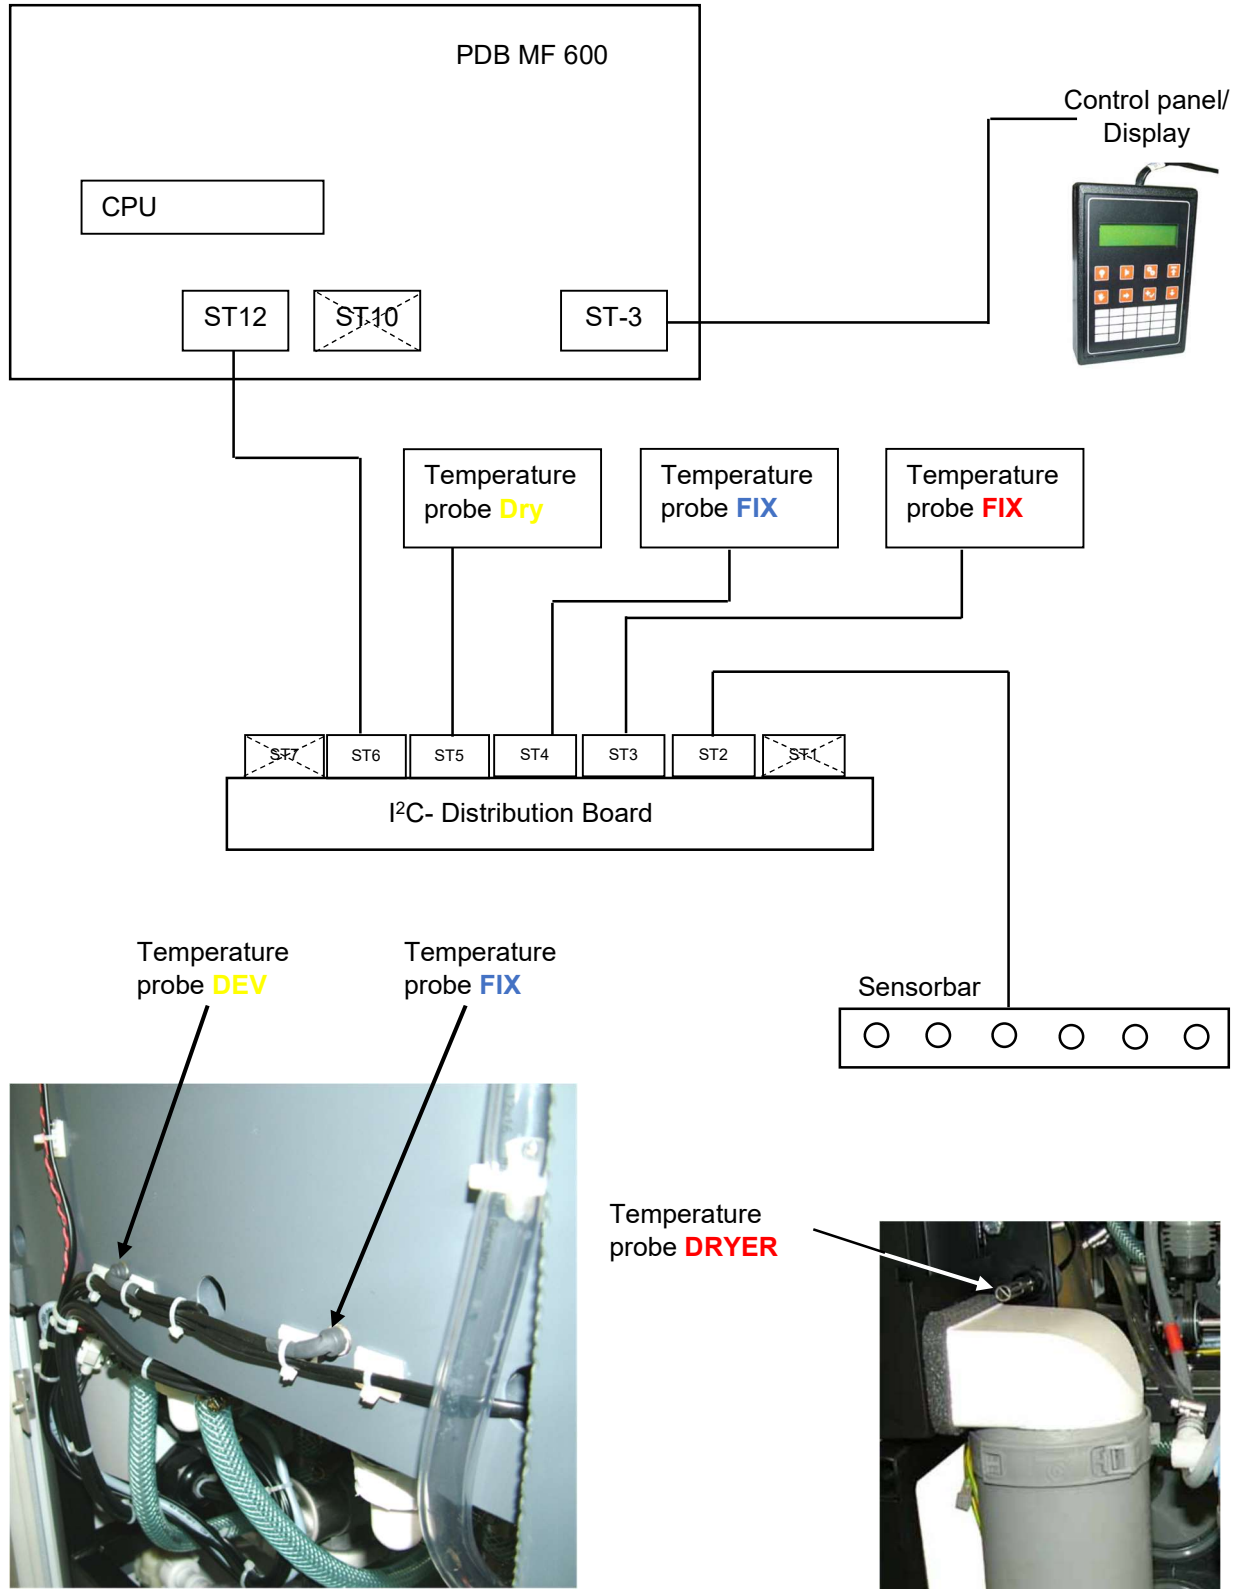 PDB MF 600
Control panel/
Display
CPU
ST12
ST10
ST-3
Temperature
probe Dry
Temperature
probe FIX
Temperature
probe FIX
ST7
ST6
ST5
ST4
ST3
ST2
ST1
I²C- Distribution Board
Temperature
probe DEV
Temperature
probe FIX
Sensorbar
Temperature
probe DRYER